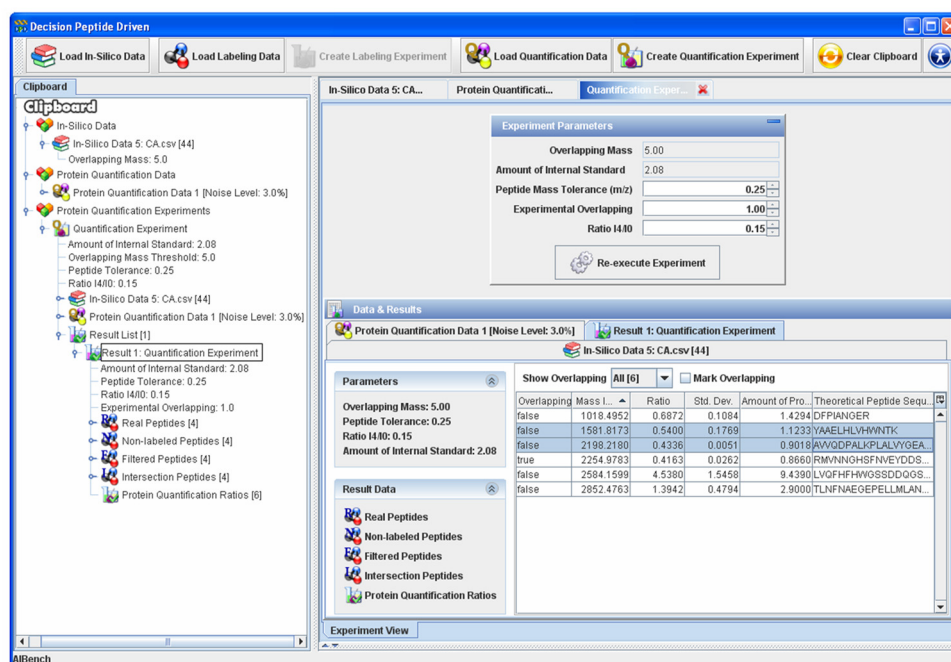 Decision Peptide Driven
Load In-Silico Data Load Labeling Data Create Labeling Experiment Load Quantification Data Create Quantification Experiment Clear Clipboard
Clipboard
Clipboard
In-Silico Data
In-Silico Data 5: CA.csv [44]
Overlapping Mass: 5.0
Protein Quantification Data
Protein Quantification Data 1 [Noise Level: 3.0%]
Protein Quantification Experiments
Quantification Experiment
Amount of Internal Standard: 2.08
Overlapping Mass Threshold: 5.0
Peptide Tolerance: 0.25
Ratio I4/I0: 0.15
In-Silico Data 5: CA.csv [44]
Protein Quantification Data 1 [Noise Level: 3.0%]
Result List [1]
Result 1: Quantification Experiment
Amount of Internal Standard: 2.08
Peptide Tolerance: 0.25
Ratio I4/I0: 0.15
Experimental Overlapping: 1.0
Real Peptides [4]
Non-labeled Peptides [4]
Filtered Peptides [4]
Intersection Peptides [4]
Protein Quantification Ratios [6]
In-Silico Data 5: CA... Protein Quantificati... Quantification Exper...
Experiment Parameters
Overlapping Mass 5.00
Amount of Internal Standard 2.08
Peptide Mass Tolerance (m/z) 0.25
Experimental Overlapping 1.00
Ratio I4/I0 0.15
Re-execute Experiment
Data & Results
Protein Quantification Data 1 [Noise Level: 3.0%] Result 1: Quantification Experiment
In-Silico Data 5: CA.csv [44]
Parameters
Overlapping Mass: 5.00
Peptide Tolerance: 0.25
Ratio I4/I0: 0.15
Amount of Internal Standard: 2.08
Result Data
Real Peptides
Non-labeled Peptides
Filtered Peptides
Intersection Peptides
Protein Quantification Ratios
Show Overlapping All [6] Mark Overlapping
Overlapping Mass I... Ratio Std. Dev. Amount of Pro... Theoretical Peptide Sequ...
false 1018.4952 0.6872 0.1084 1.4294 DFPIANGER
false 1581.8173 0.5400 0.1769 1.1233 YAAELHLVHWNTK
false 2198.2180 0.4336 0.0051 0.9018 AVVQDPALKPLALVYGEA...
true 2254.9783 0.4163 0.0262 0.8660 RMVNNGHSFNVEYDDS...
false 2584.1599 4.5380 1.5458 9.4390 LVQFHFHWGSSDDQGS...
false 2852.4763 1.3942 0.4794 2.9000 TLNFNAEGEPELLMLAN...
Experiment View
AIBench